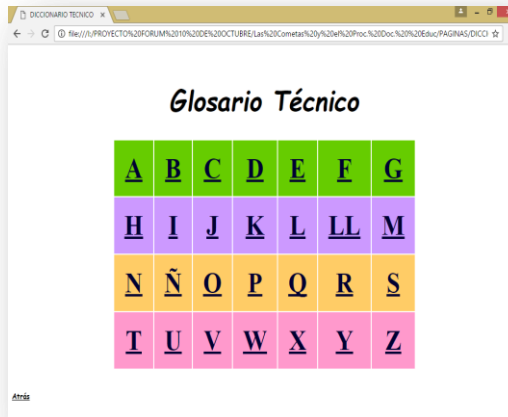 DICCIONARIO TECNICO
file:///I:/PROYECTO%20FORUM%2010%20DE%20OCTUBRE/Las%20Cometas%20y%20el%20Proc.%20Doc.%20%20Educ/PAGINAS/DICCI
Glosario Técnico
A B C D E F G
H I J K L LL M
N Ñ O P Q R S
T U V W X Y Z
Atrás